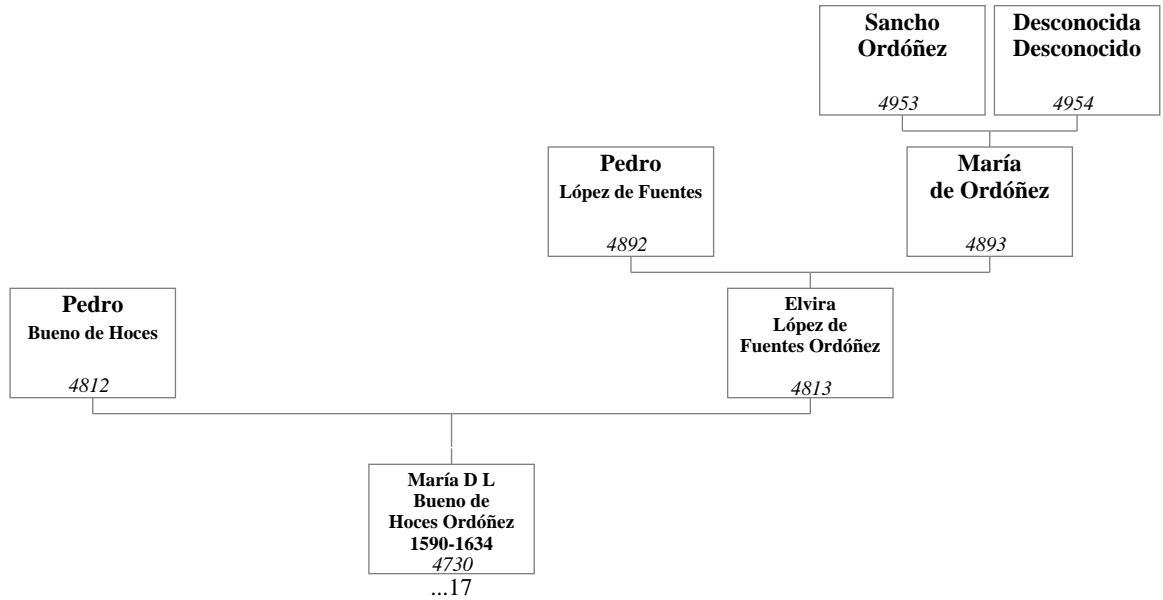 Sancho
Ordóñez
4953
Desconocida
Desconocido
4954
Pedro
López de Fuentes
4892
María
de Ordóñez
4893
Pedro
Bueno de Hoces
4812
Elvira
López de
Fuentes Ordóñez
4813
María D L
Bueno de
Hoces Ordóñez
1590-1634
4730
...17